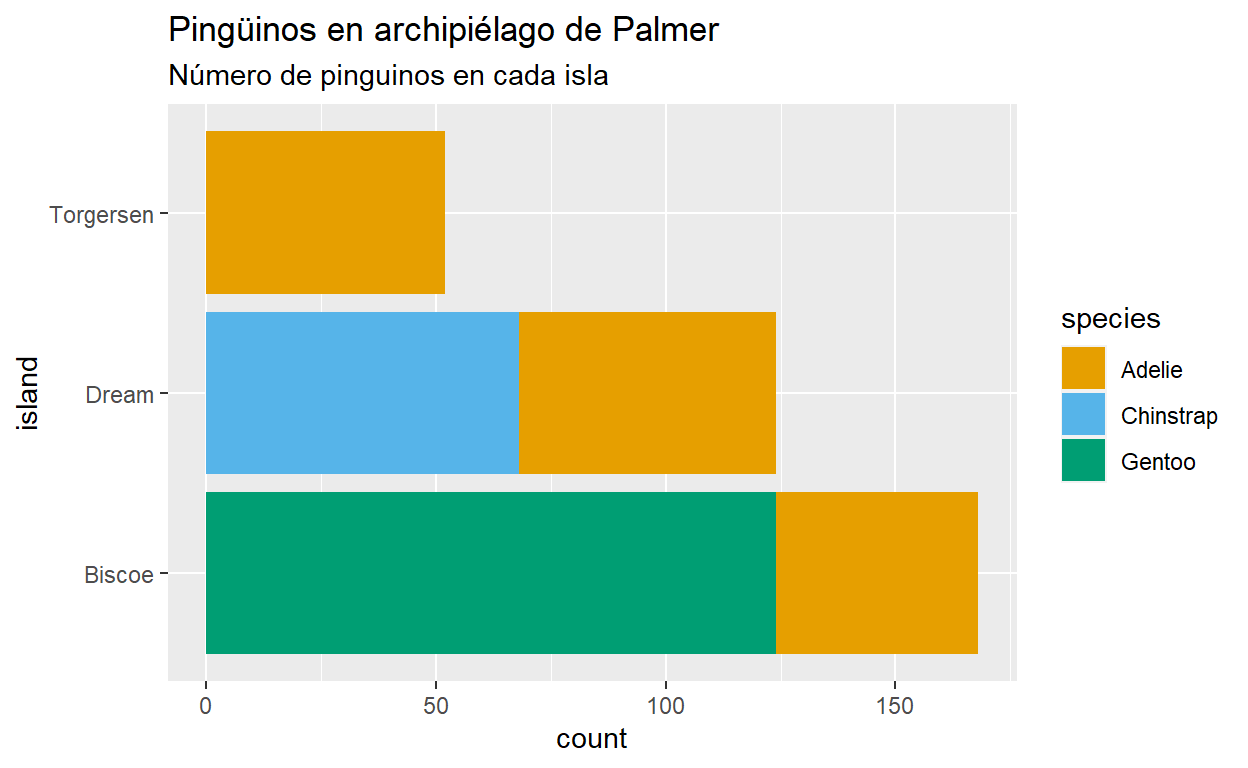 Pingüinos en archipiélago de Palmer
Número de pinguinos en cada isla
Torgersen
Dream
Biscoe
island
0 50 100 150
count
species
Adelie
Chinstrap
Gentoo